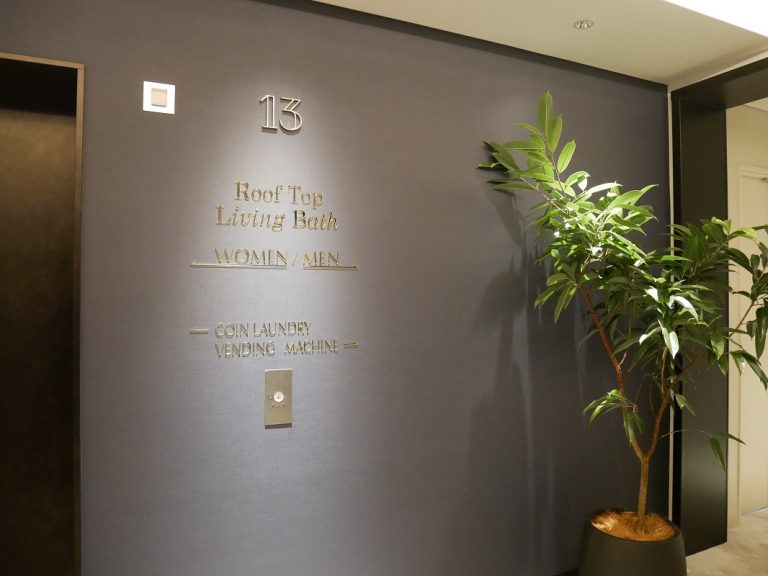 13
Roof Top
Living Bath
WOMEN / MEN
COIN LAUNDRY
VENDING MACHINE